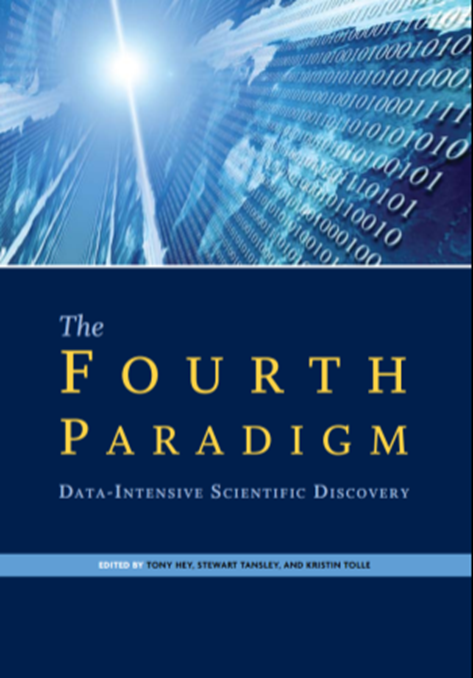 The
FOURTH
PARADIGM
DATA-INTENSIVE SCIENTIFIC DISCOVERY
EDITED BY TONY HEY, STEWART TANSLEY, AND KRISTIN TOLLE